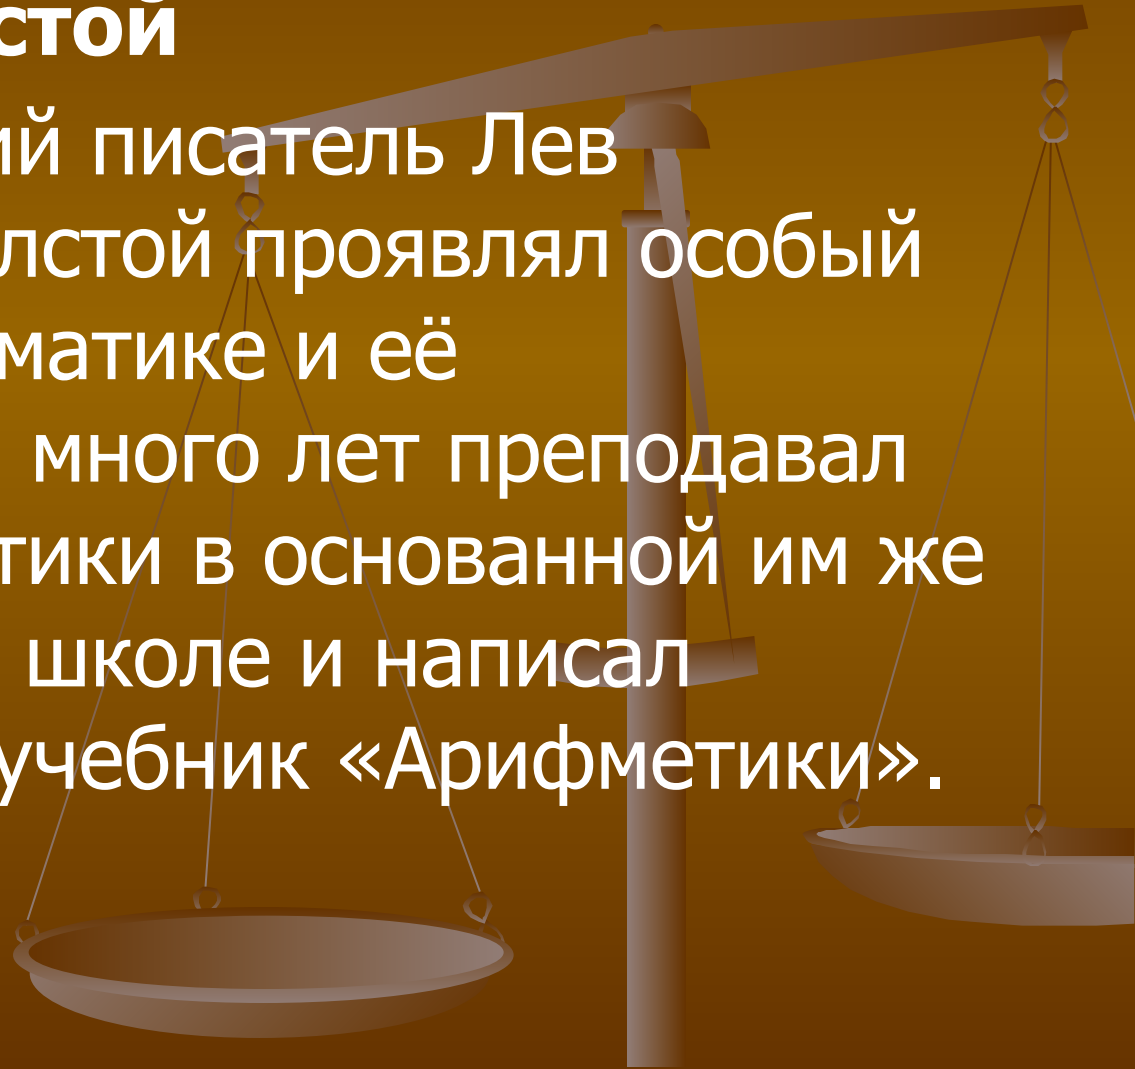 стой
ий писатель Лев
лстой проявлял особый
матике и её
много лет преподавал
тики в основанной им же
школе и написал
учебник «Арифметики».